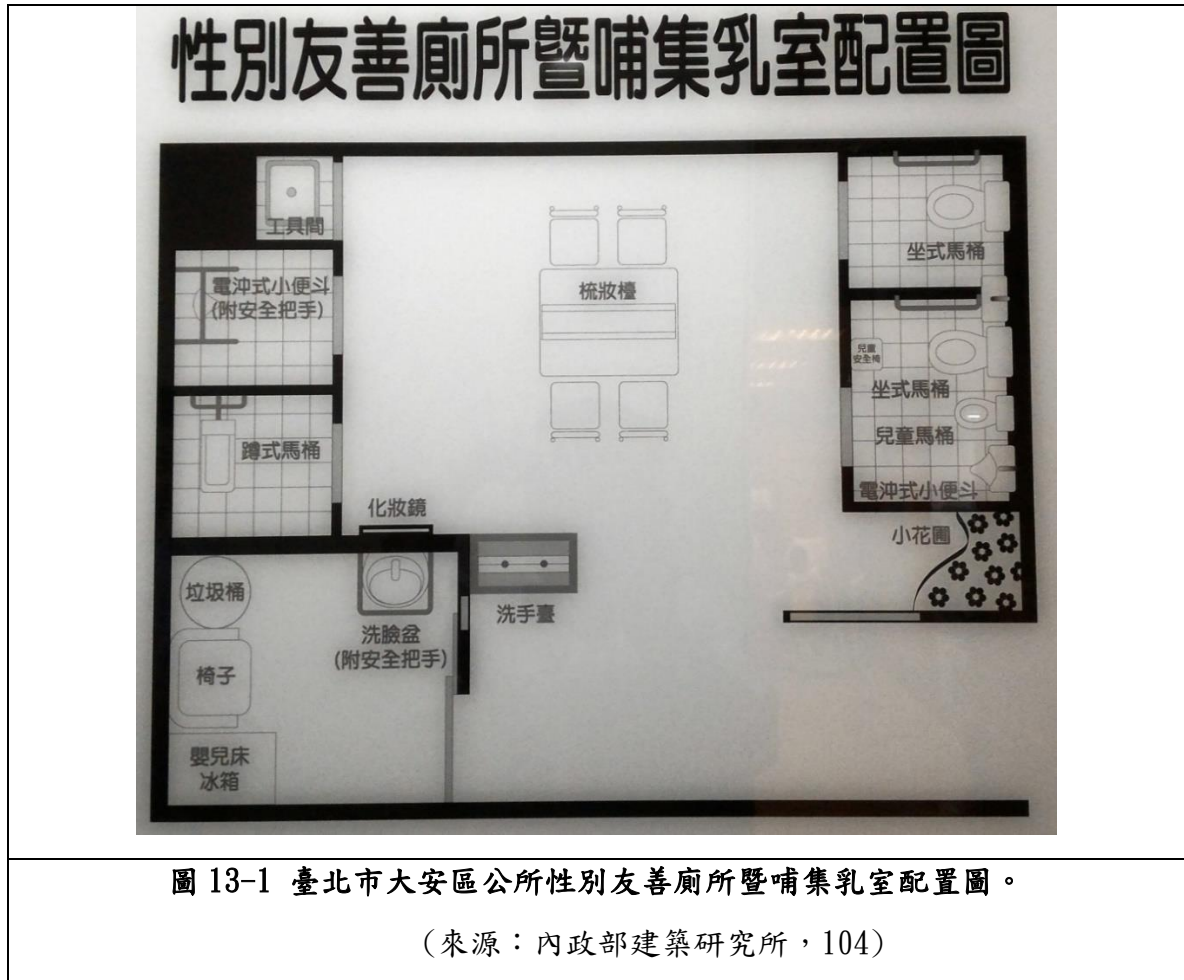 性別友善廁所暨哺集乳室配置圖
工具間
坐式馬桶
電沖式小便斗
(附安全把手)
梳妝檯
兒童
安全椅
坐式馬桶
蹲式馬桶
兒童馬桶
電沖式小便斗
化妝鏡
小花圃
垃圾桶
洗手臺
洗臉盆
(附安全把手)
椅子
嬰兒床
冰箱
圖 13-1 臺北市大安區公所性別友善廁所暨哺集乳室配置圖。
(來源：內政部建築研究所，104)